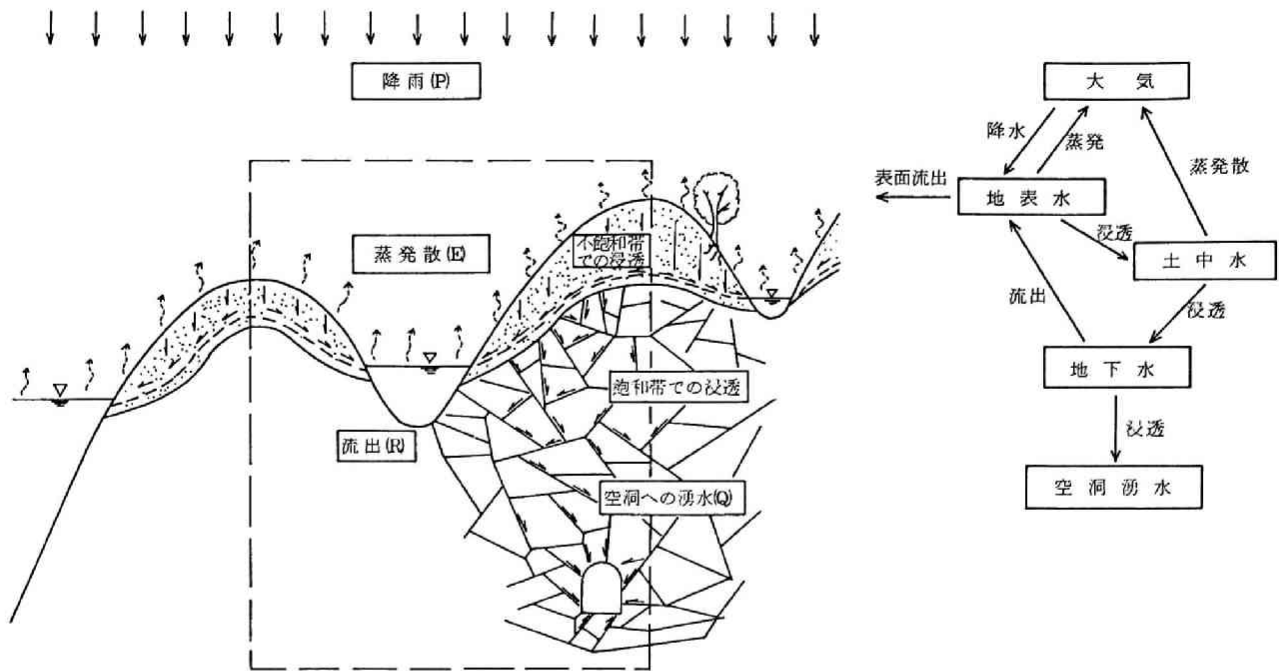 降雨(P)
蒸発散(E)
不飽和帯
での浸透
飽和帯での浸透
流出(R)
空洞への湧水(Q)
大気
降水
蒸発
蒸発散
表面流出
地表水
浸透
土中水
流出
浸透
地下水
浸透
空洞湧水